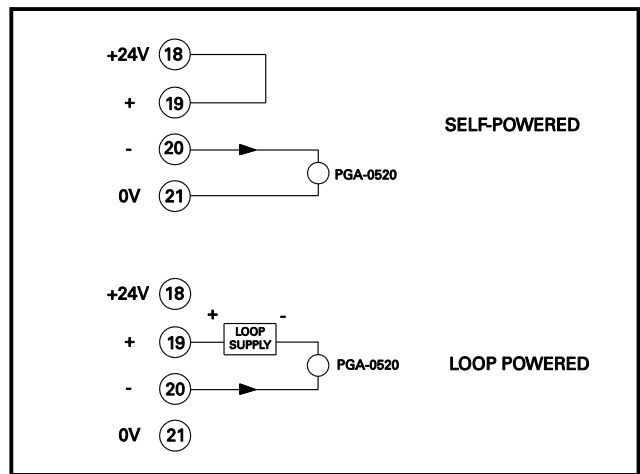 +24V 18
+ 19
SELF-POWERED
- 20
PGA-0520
0V 21
+24V 18
+ -
+ 19 LOOP
SUPPLY
PGA-0520
LOOP POWERED
- 20
0V 21